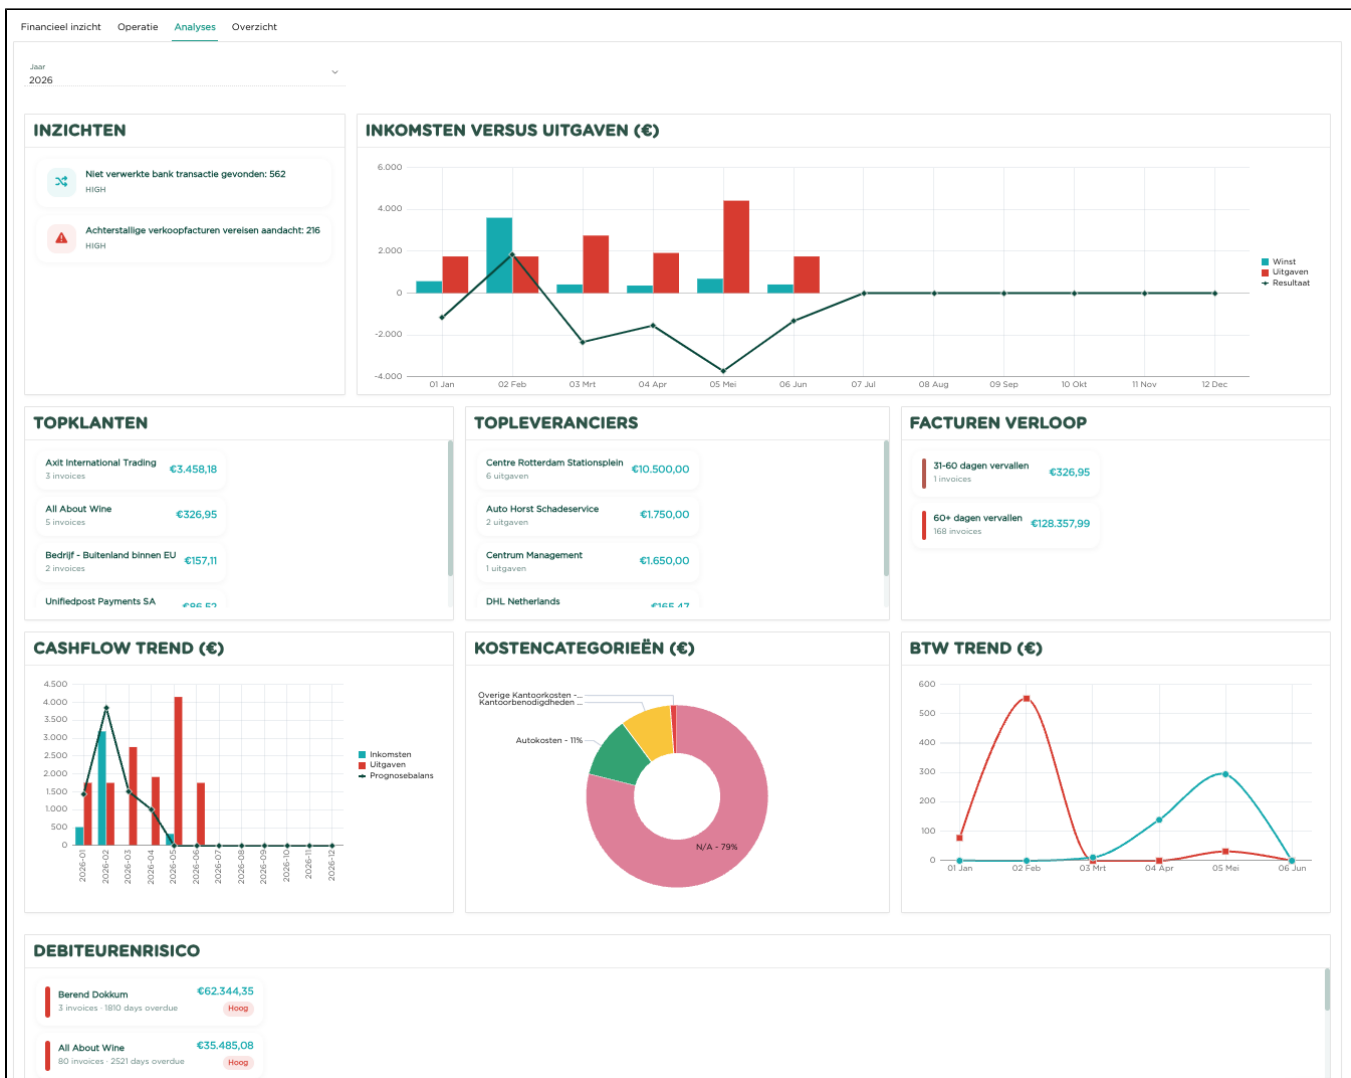 Financieel inzicht Operatie Analyses Overzicht
Jaar
2026
INZICHTEN
Niet verwerkte bank transactie gevonden: 562
HIGH
Achterstallige verkoopfacturen vereisen aandacht: 216
HIGH
INKOMSTEN VERSUS UITGAVEN (€)
6.000
4.000
2.000
0
-2.000
-4.000
01 Jan 02 Feb 03 Mrt 04 Apr 05 Mei 06 Jun 07 Jul 08 Aug 09 Sep 10 Okt 11 Nov 12 Dec
Winst
Uitgaven
Resultaat
TOPKLANTEN
Axit International Trading €3.458,18
3 invoices
All About Wine €326,95
5 invoices
Bedrijf - Buitenland binnen EU €157,11
2 invoices
Unifiedpost Payments SA €86,52
TOPLEVERANCIERS
Centre Rotterdam Stationsplein €10.500,00
6 uitgaven
Auto Horst Schadeservice €1.750,00
2 uitgaven
Centrum Management €1.650,00
1 uitgaven
DHL Netherlands €165,47
FACTUREN VERLOOP
31-60 dagen vervallen €326,95
1 invoices
60+ dagen vervallen €128.357,99
168 invoices
CASHFLOW TREND (€)
4.500
4.000
3.500
3.000
2.500
2.000
1.500
1.000
500
0
2026-01 2026-02 2026-03 2026-04 2026-05 2026-06 2026-07 2026-08 2026-09 2026-10 2026-11 2026-12
Inkomsten
Uitgaven
Prognosebalans
KOSTENCATEGORIEËN (€)
Overige Kantoorkosten -...
Kantoorbenodigdheden ...
Autokosten - 11%
N/A - 79%
BTW TREND (€)
600
500
400
300
200
100
0
01 Jan 02 Feb 03 Mrt 04 Apr 05 Mei 06 Jun
DEBITEURENRISICO
Berend Dokkum €62.344,35
3 invoices · 1810 days overdue Hoog
All About Wine €35.485,08
80 invoices · 2521 days overdue Hoog